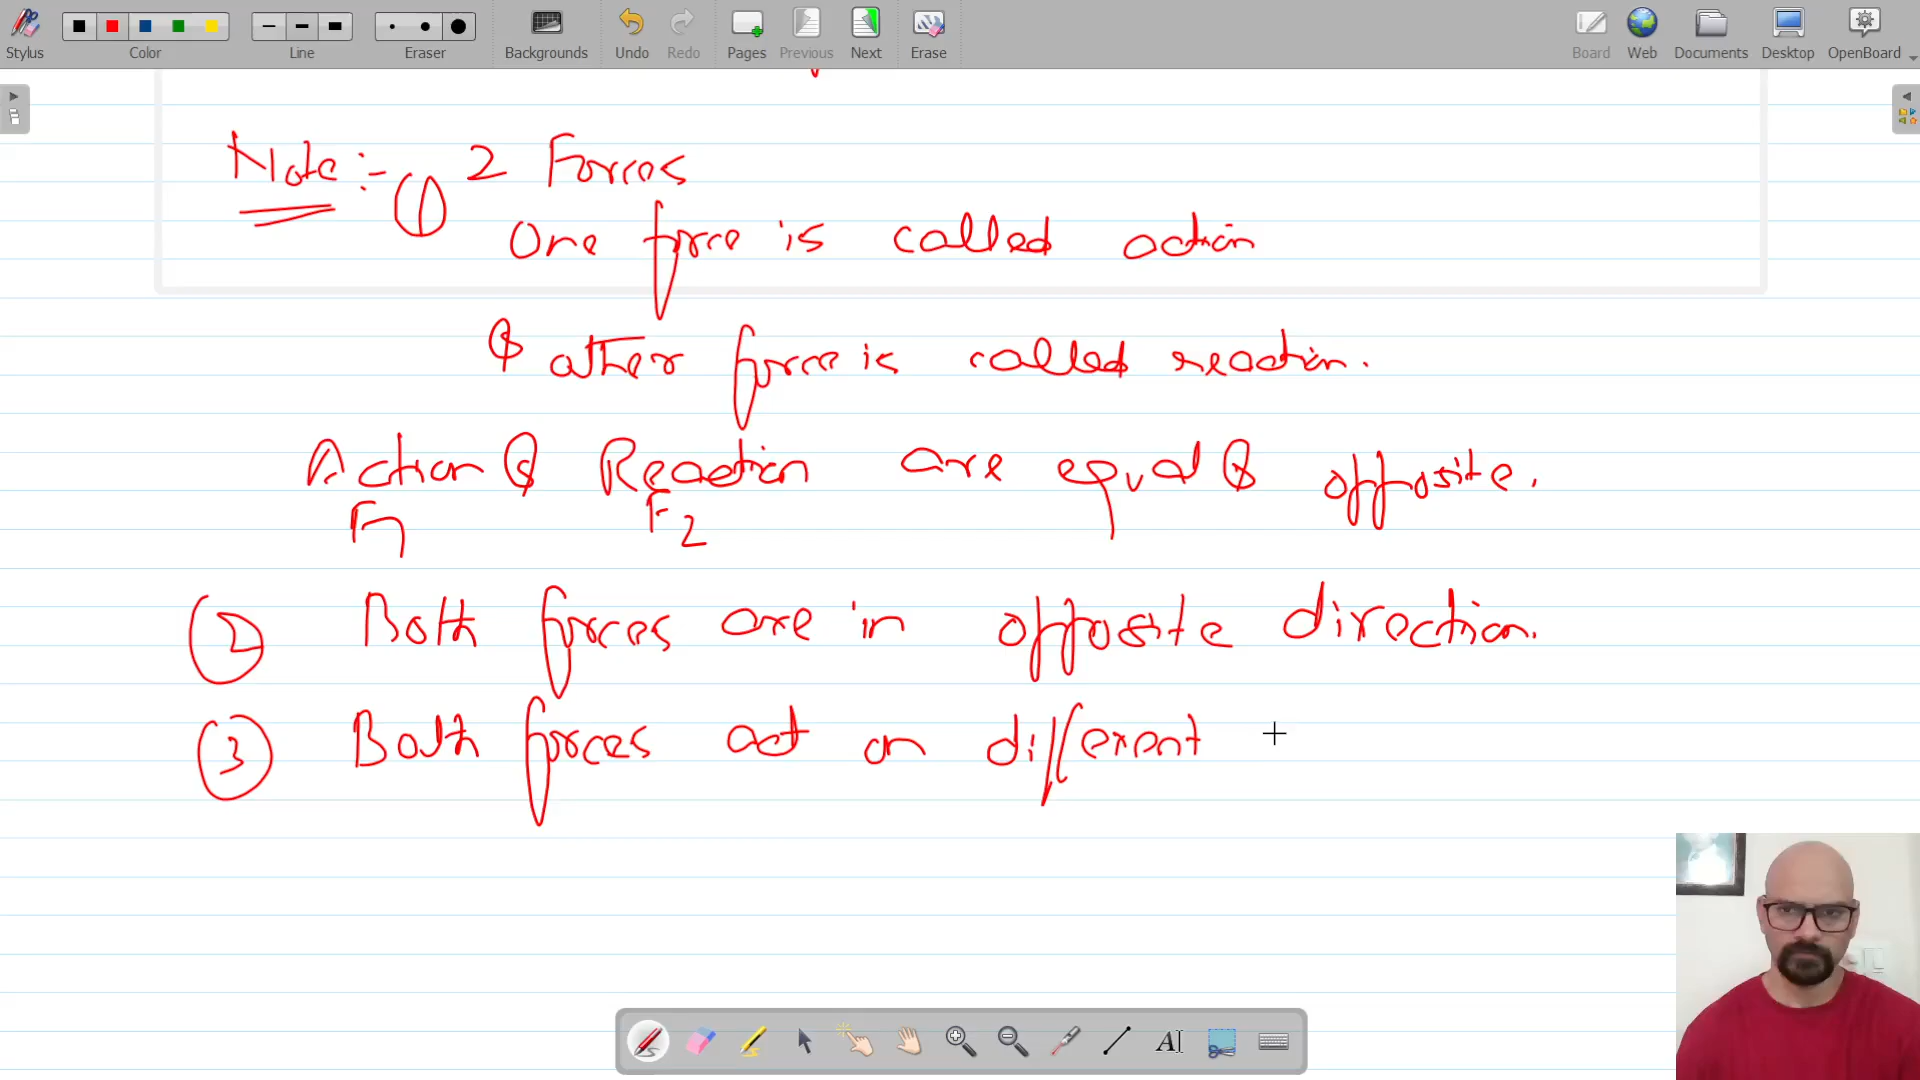 Stylus Color Line Eraser Backgrounds Undo Redo Pages Previous Next Erase Board Web Documents Desktop OpenBoard
Note :- ① 2 Forces
One force is called action
& other force is called reaction.
Action & Reaction are equal & opposite.
F1 F2
② Both forces are in opposite direction.
③ Both forces act on different